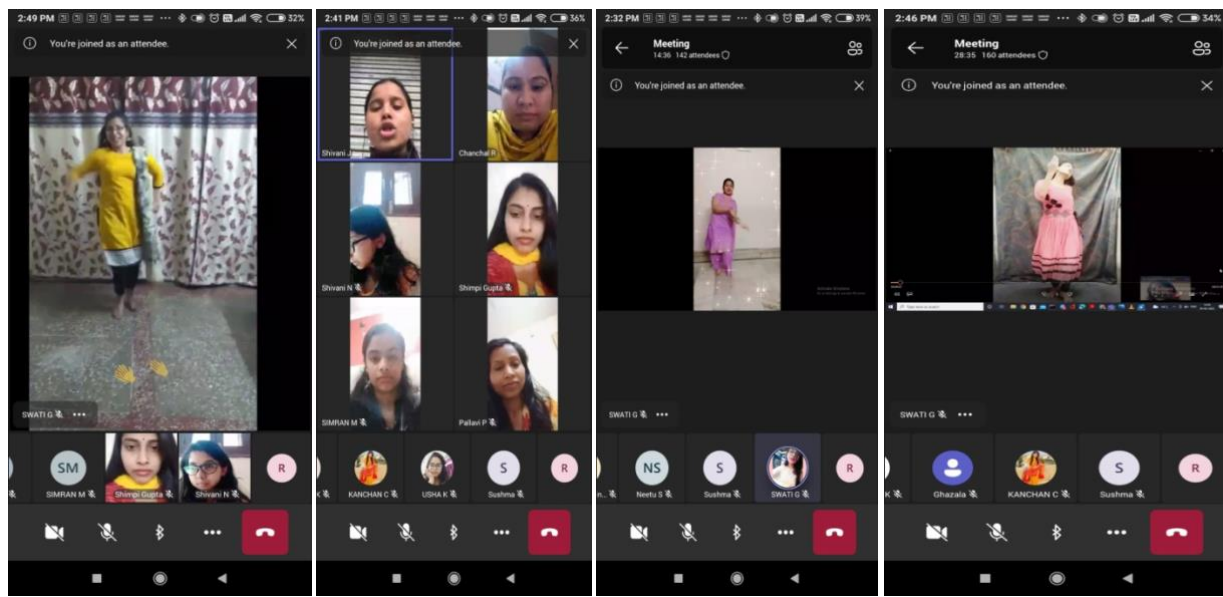 2:49 PM
32%
You're joined as an attendee.
SWATI G
SM
SIMRAN M
Shimpi Gupta
Shivani N
R
2:41 PM
36%
You're joined as an attendee.
Shivani J
Chanchal R
Shivani N
Shimpi Gupta
SIMRAN M
Pallavi P
K
KANCHAN C
USHA K
Sushma
S
R
2:32 PM
39%
Meeting
14:36 142 attendees
You're joined as an attendee.
SWATI G
n..
NS
Neetu S
S
Sushma
SWATI G
R
2:46 PM
34%
Meeting
28:35 160 attendees
You're joined as an attendee.
SWATI G
K
Ghazala
KANCHAN C
S
Sushma
R